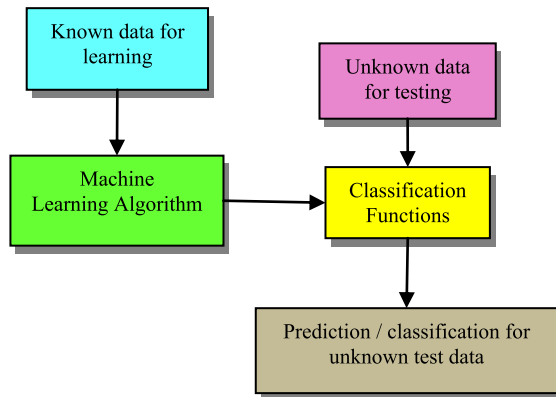 Known data for
learning
Unknown data
for testing
Machine
Learning Algorithm
Classification
Functions
Prediction / classification for
unknown test data